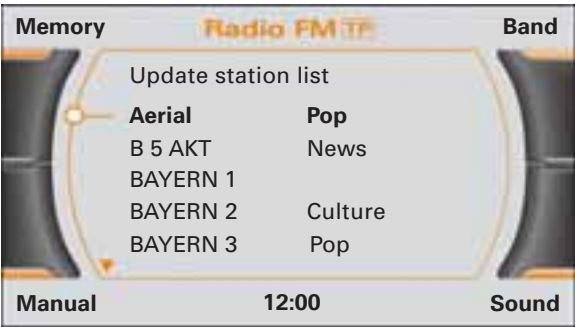 Memory Radio FM TP Band
Update station list
Aerial Pop
B 5 AKT News
BAYERN 1
BAYERN 2 Culture
BAYERN 3 Pop
Manual 12:00 Sound